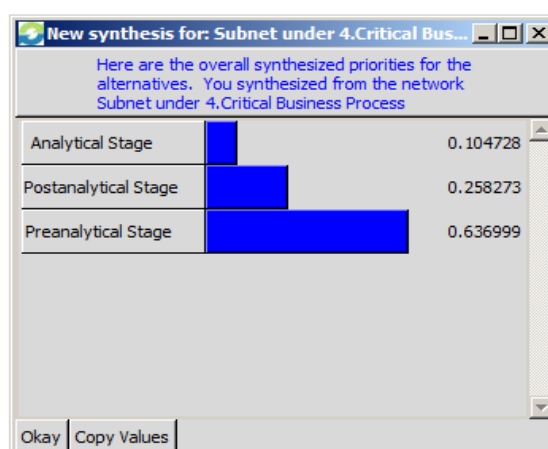 New synthesis for: Subnet under 4.Critical Bus...
Here are the overall synthesized priorities for the
alternatives. You synthesized from the network
Subnet under 4.Critical Business Process
Analytical Stage 0.104728
Postanalytical Stage 0.258273
Preanalytical Stage 0.636999
Okay Copy Values